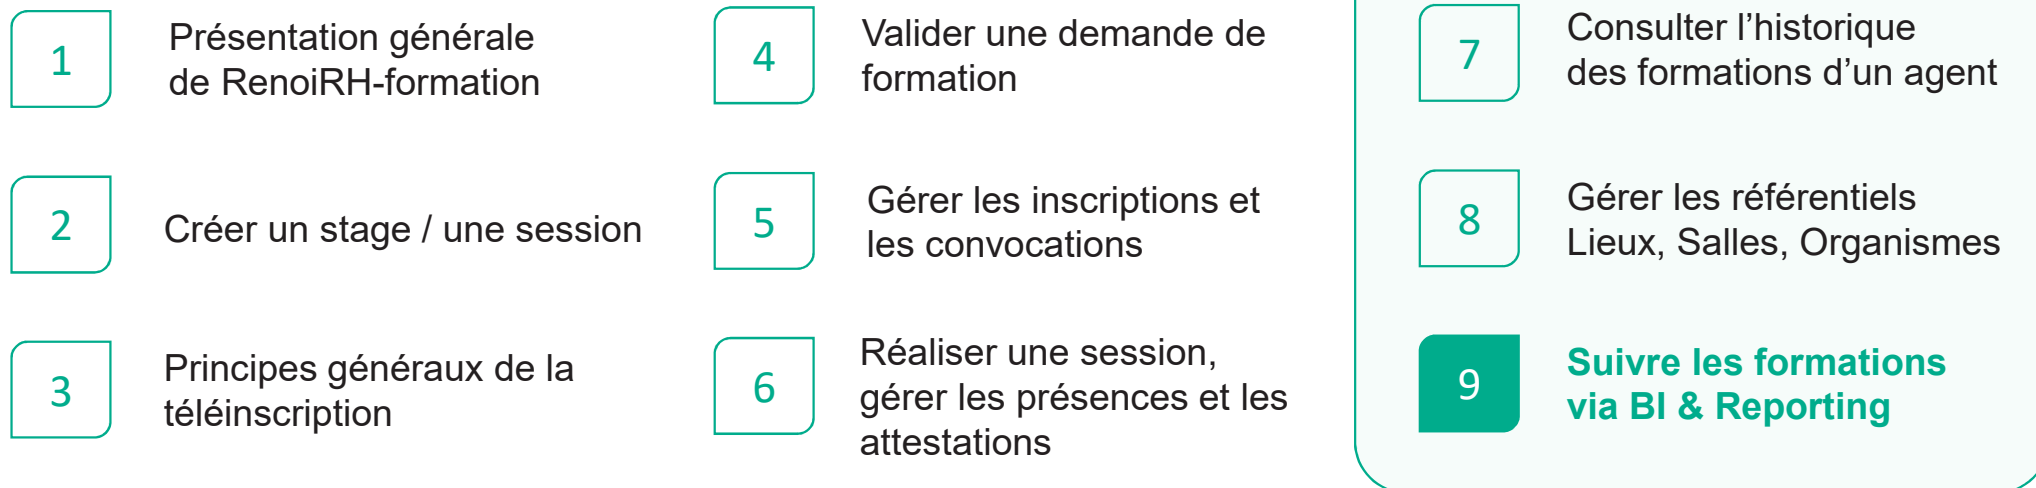 1
Présentation générale
de RenoiRH-formation
2
Créer un stage / une session
3
Principes généraux de la
téléinscription
4
Valider une demande de
formation
5
Gérer les inscriptions et
les convocations
6
Réaliser une session,
gérer les présences et les
attestations
7
Consulter l’historique
des formations d’un agent
8
Gérer les référentiels
Lieux, Salles, Organismes
9
Suivre les formations
via BI & Reporting